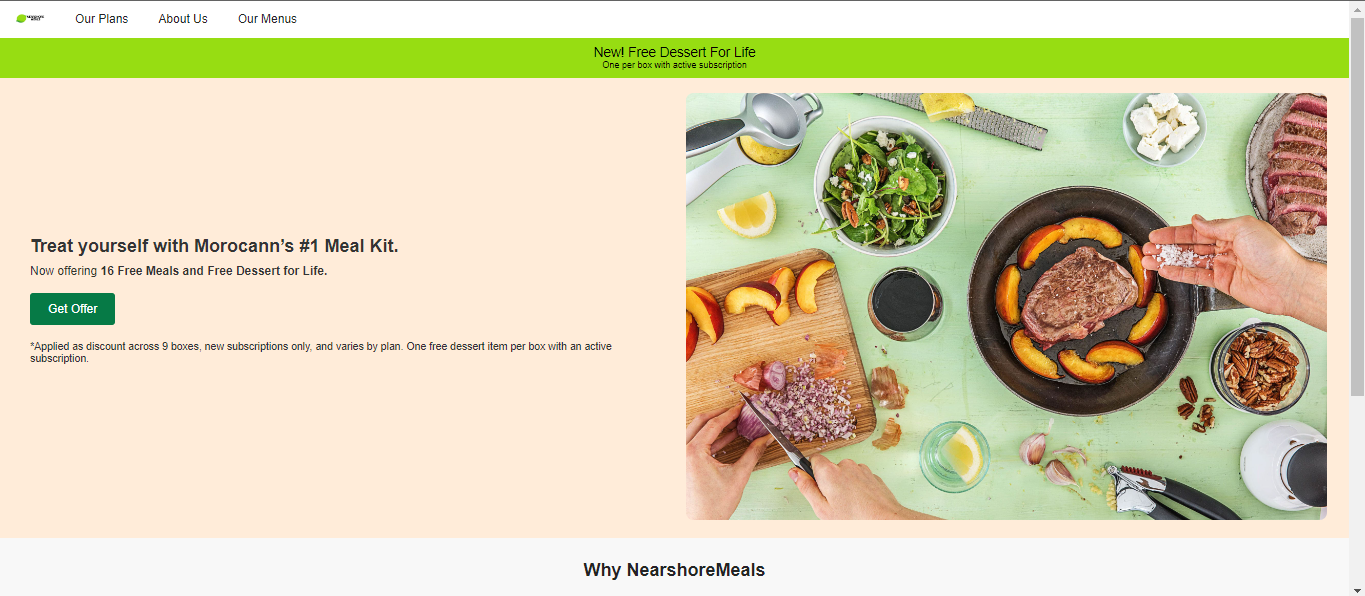 Our Plans
About Us
Our Menus
New! Free Dessert For Life
One per box with active subscription
Treat yourself with Morocann’s #1 Meal Kit.
Now offering 16 Free Meals and Free Dessert for Life.
Get Offer
*Applied as discount across 9 boxes, new subscriptions only, and varies by plan. One free dessert item per box with an active
subscription.
Why NearshoreMeals